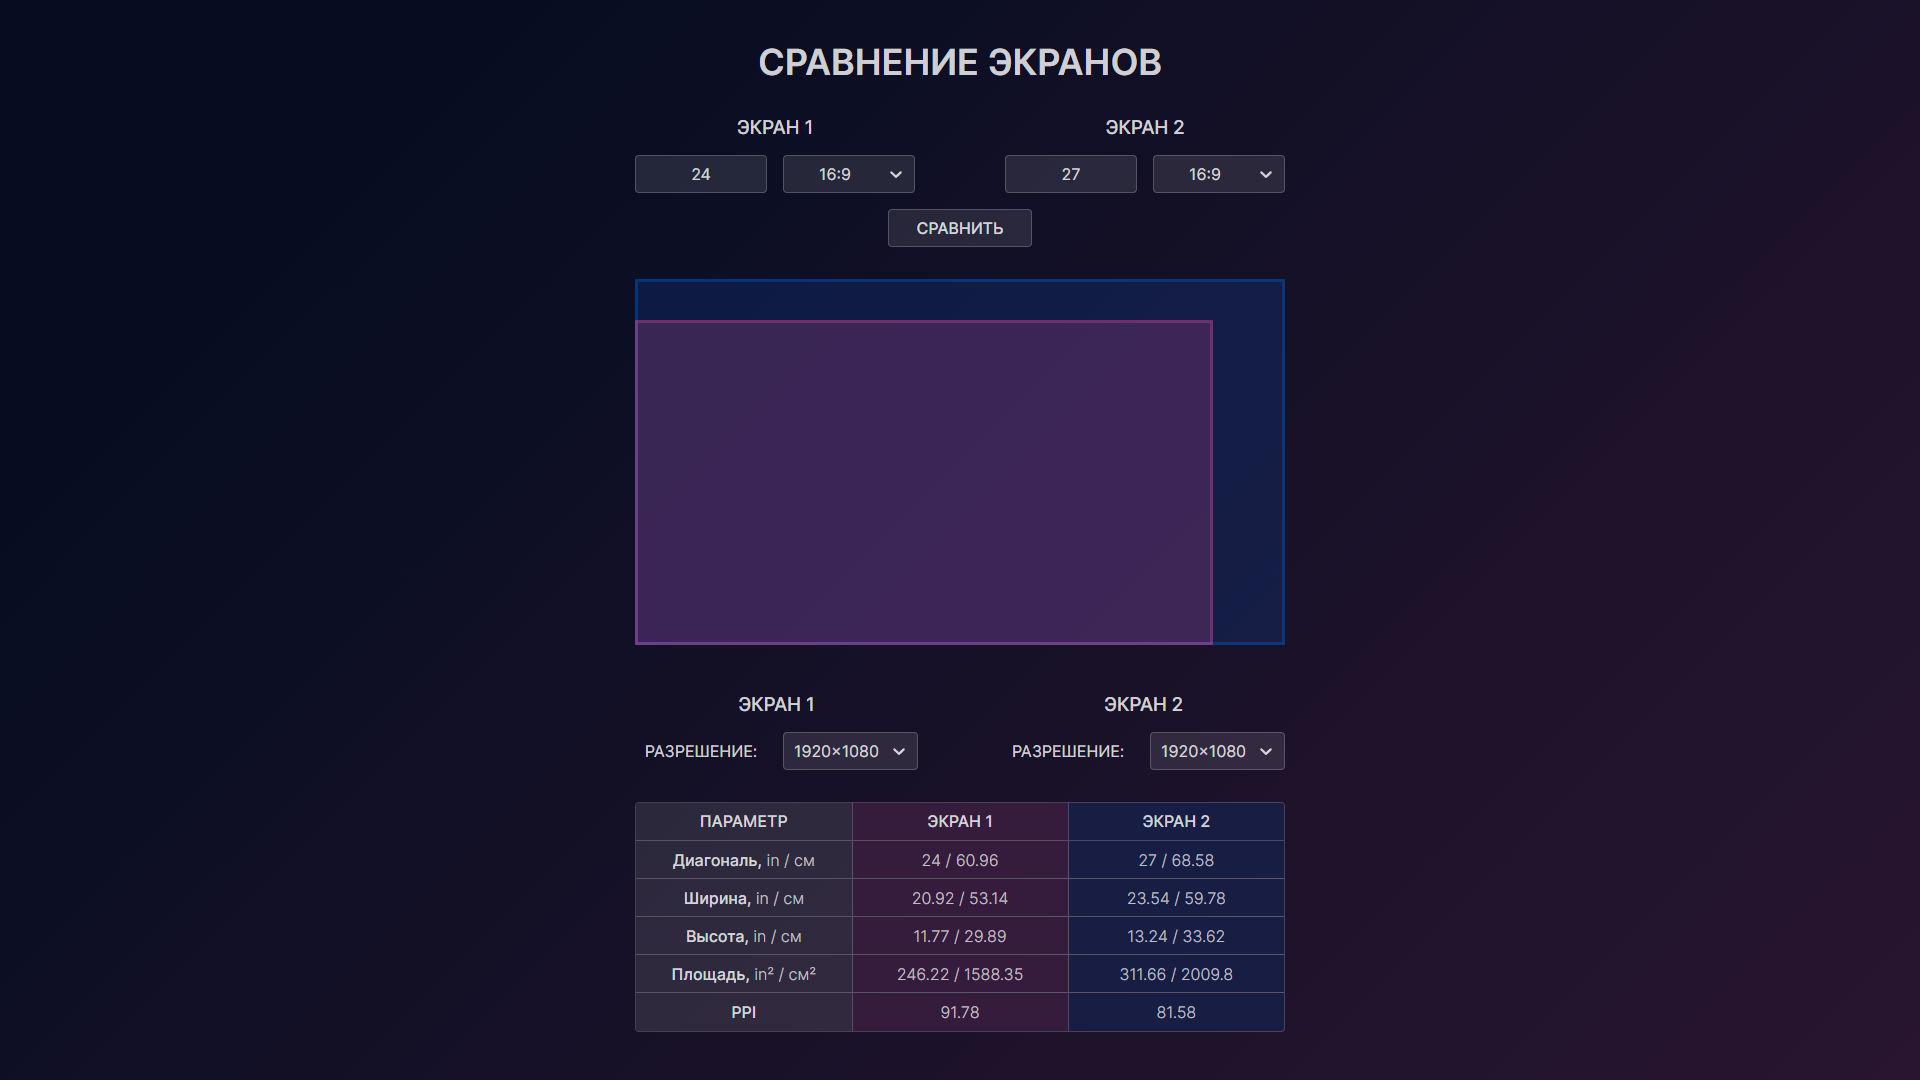 СРАВНЕНИЕ ЭКРАНОВ
ЭКРАН 1 ЭКРАН 2
24 16:9 27 16:9
СРАВНИТЬ
ЭКРАН 1 ЭКРАН 2
РАЗРЕШЕНИЕ: 1920×1080 РАЗРЕШЕНИЕ: 1920×1080
ПАРАМЕТР ЭКРАН 1 ЭКРАН 2
Диагональ, in / см 24 / 60.96 27 / 68.58
Ширина, in / см 20.92 / 53.14 23.54 / 59.78
Высота, in / см 11.77 / 29.89 13.24 / 33.62
Площадь, in² / см² 246.22 / 1588.35 311.66 / 2009.8
PPI 91.78 81.58